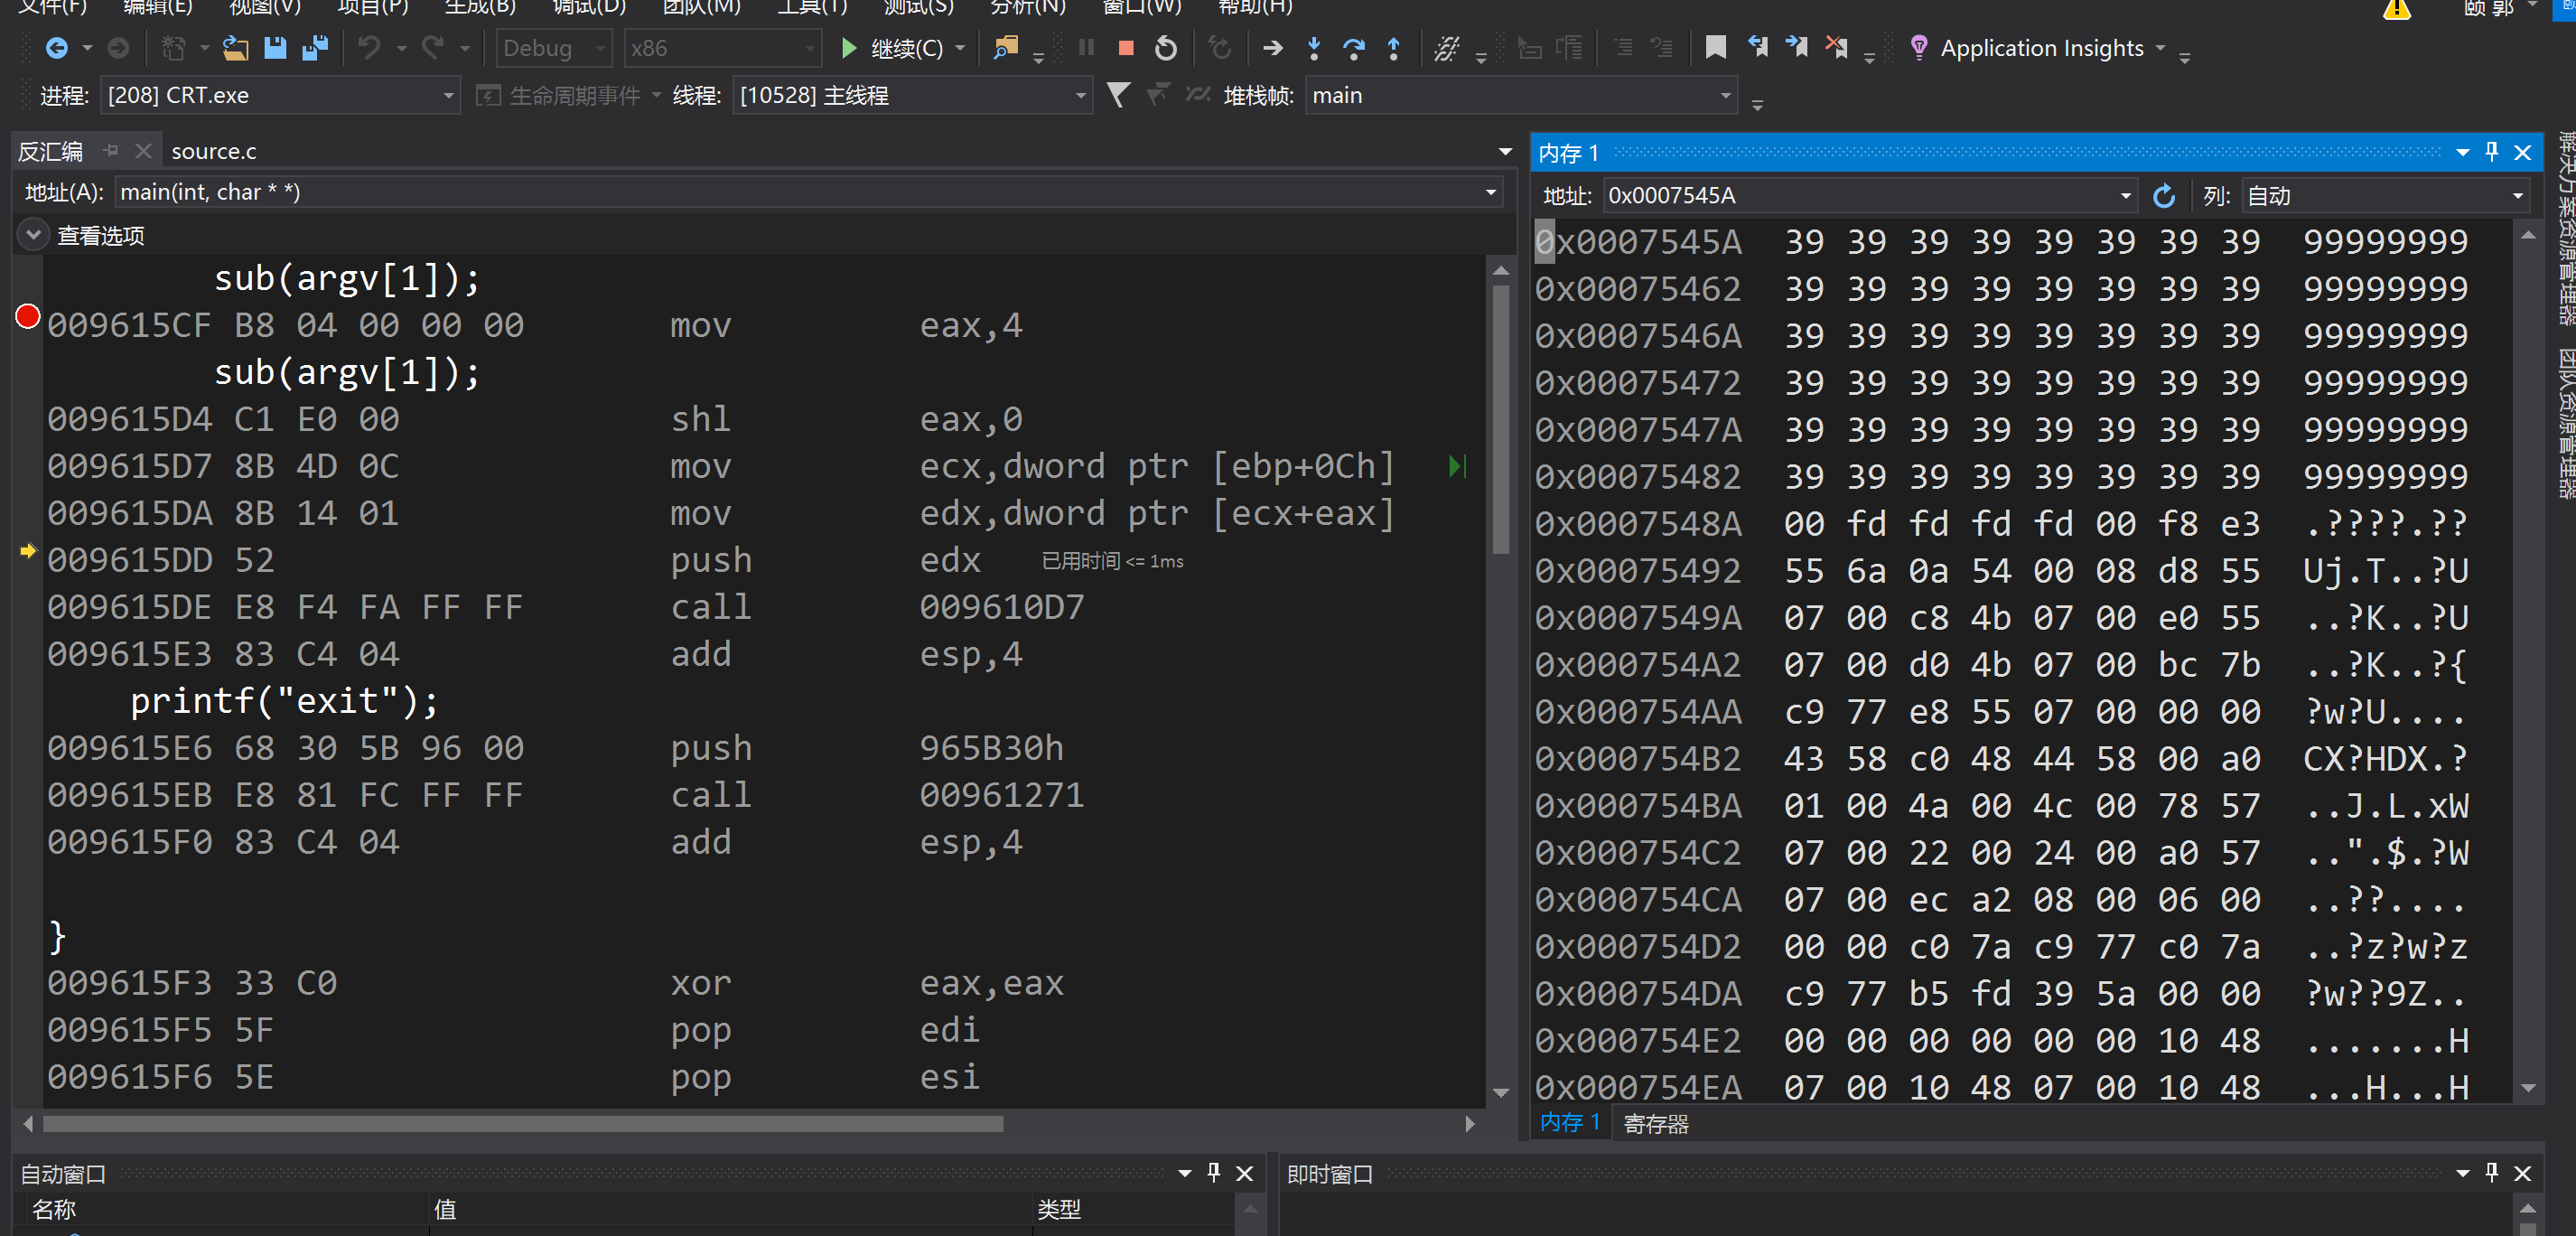 文件(F) 编辑(E) 视图(V) 项目(P) 生成(B) 调试(D) 团队(M) 工具(T) 测试(S) 分析(N) 窗口(W) 帮助(H) 颐 郭
Debug x86 继续(C) Application Insights
进程: [208] CRT.exe 生命周期事件 线程: [10528] 主线程 堆栈帧: main
反汇编 source.c
地址(A): main(int, char * *)
查看选项
sub(argv[1]);
009615CF B8 04 00 00 00 mov eax,4
sub(argv[1]);
009615D4 C1 E0 00 shl eax,0
009615D7 8B 4D 0C mov ecx,dword ptr [ebp+0Ch]
009615DA 8B 14 01 mov edx,dword ptr [ecx+eax]
009615DD 52 push edx 已用时间 <= 1ms
009615DE E8 F4 FA FF FF call 009610D7
009615E3 83 C4 04 add esp,4
printf("exit");
009615E6 68 30 5B 96 00 push 965B30h
009615EB E8 81 FC FF FF call 00961271
009615F0 83 C4 04 add esp,4
}
009615F3 33 C0 xor eax,eax
009615F5 5F pop edi
009615F6 5E pop esi
内存 1
地址: 0x0007545A 列: 自动
0x0007545A 39 39 39 39 39 39 39 39 99999999
0x00075462 39 39 39 39 39 39 39 39 99999999
0x0007546A 39 39 39 39 39 39 39 39 99999999
0x00075472 39 39 39 39 39 39 39 39 99999999
0x0007547A 39 39 39 39 39 39 39 39 99999999
0x00075482 39 39 39 39 39 39 39 39 99999999
0x0007548A 00 fd fd fd fd 00 f8 e3 .????.??
0x00075492 55 6a 0a 54 00 08 d8 55 Uj.T..?U
0x0007549A 07 00 c8 4b 07 00 e0 55 ..?K..?U
0x000754A2 07 00 d0 4b 07 00 bc 7b ..?K..?{
0x000754AA c9 77 e8 55 07 00 00 00 ?w?U....
0x000754B2 43 58 c0 48 44 58 00 a0 CX?HDX.?
0x000754BA 01 00 4a 00 4c 00 78 57 ..J.L.xW
0x000754C2 07 00 22 00 24 00 a0 57 ..".$.?W
0x000754CA 07 00 ec a2 08 00 06 00 ..??....
0x000754D2 00 00 c0 7a c9 77 c0 7a ..?z?w?z
0x000754DA c9 77 b5 fd 39 5a 00 00 ?w??9Z..
0x000754E2 00 00 00 00 00 00 10 48 .......H
0x000754EA 07 00 10 48 07 00 10 48 ...H...H
内存 1 寄存器
解决方案资源管理器 团队资源管理器
自动窗口
名称 值 类型
即时窗口